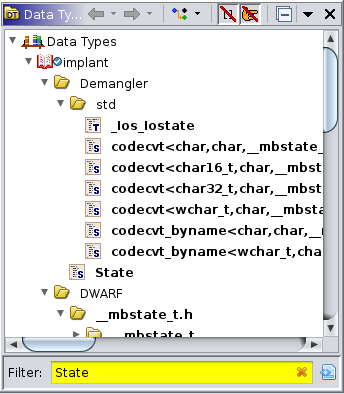 Data Ty...
Data Types
implant
Demangler
std
_Ios_Iostate
codecvt<char,char,__mbstate_
codecvt<char16_t,char,__mbst
codecvt<char32_t,char,__mbst
codecvt<wchar_t,char,__mbsta
codecvt_byname<char,char,__m
codecvt_byname<wchar_t,cha
State
DWARF
__mbstate_t.h
__mbstate_t
Filter: State